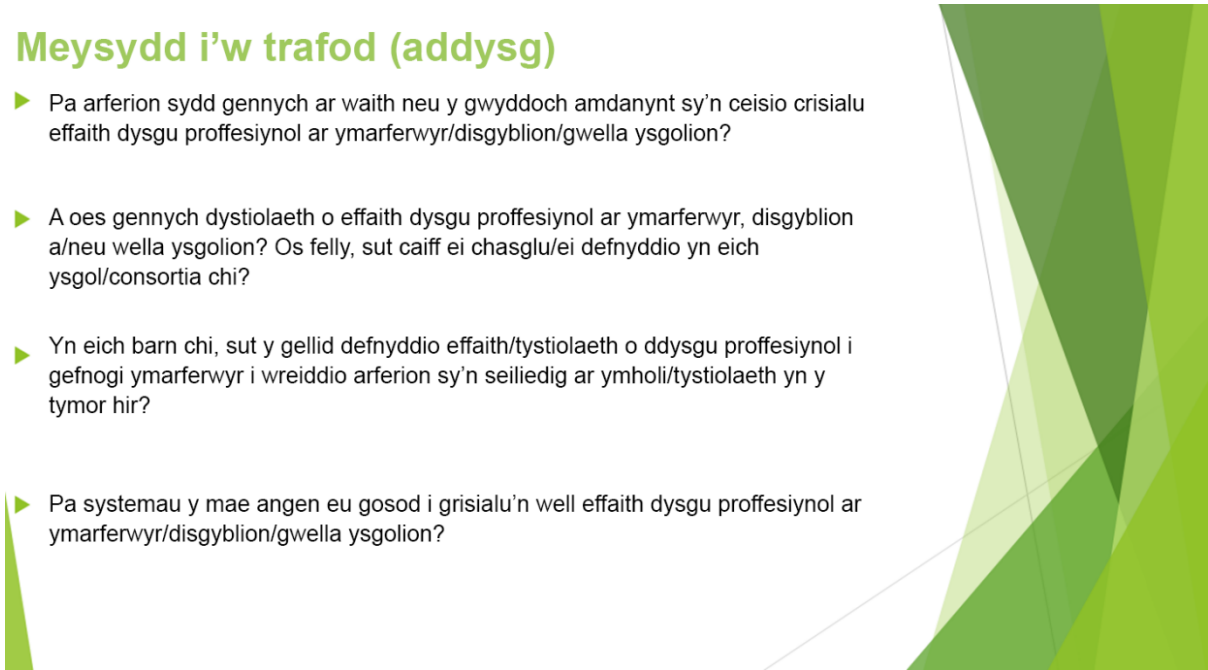 Meysydd i’w trafod (addysg)
Pa arferion sydd gennych ar waith neu y gwyddoch amdanynt sy’n ceisio crisialu
effaith dysgu proffesiynol ar ymarferwyr/disgyblion/gwella ysgolion?
A oes gennych dystiolaeth o effaith dysgu proffesiynol ar ymarferwyr, disgyblion
a/neu wella ysgolion? Os felly, sut caiff ei chasglu/ei defnyddio yn eich
ysgol/consortia chi?
Yn eich barn chi, sut y gellid defnyddio effaith/tystiolaeth o ddysgu proffesiynol i
gefnogi ymarferwyr i wreiddio arferion sy’n seiliedig ar ymholi/tystiolaeth yn y
tymor hir?
Pa systemau y mae angen eu gosod i grisialu’n well effaith dysgu proffesiynol ar
ymarferwyr/disgyblion/gwella ysgolion?